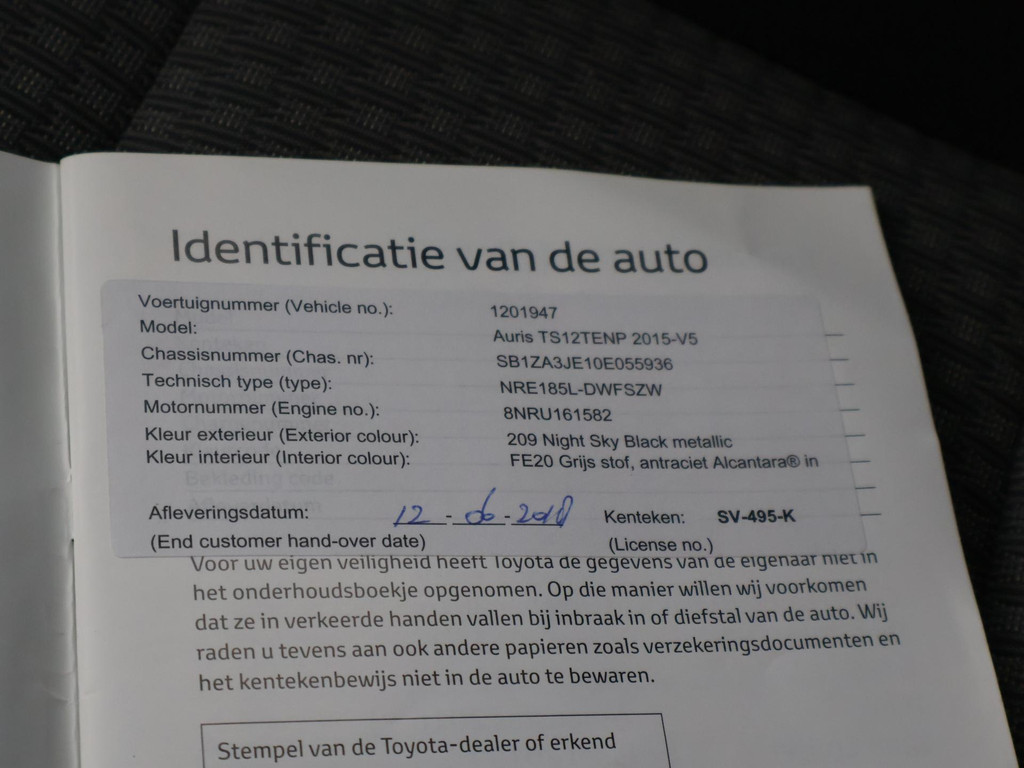 Identificatie van de auto
Voertuignummer (Vehicle no.): 1201947
Model: Auris TS12TENP 2015-V5
Chassisnummer (Chas. nr): SB1ZA3JE10E055936
Technisch type (type): NRE185L-DWFSZW
Motornummer (Engine no.): 8NRU161582
Kleur exterieur (Exterior colour): 209 Night Sky Black metallic
Kleur interieur (Interior colour): FE20 Grijs stof, antraciet Alcantara® in
Afleveringsdatum: 12-06-2018 Kenteken: SV-495-K
(End customer hand-over date) (License no.)
Voor uw eigen veiligheid heeft Toyota de gegevens van de eigenaar niet in
het onderhoudsboekje opgenomen. Op die manier willen wij voorkomen
dat ze in verkeerde handen vallen bij inbraak in of diefstal van de auto. Wij
raden u tevens aan ook andere papieren zoals verzekeringsdocumenten en
het kentekenbewijs niet in de auto te bewaren.
Stempel van de Toyota-dealer of erkend